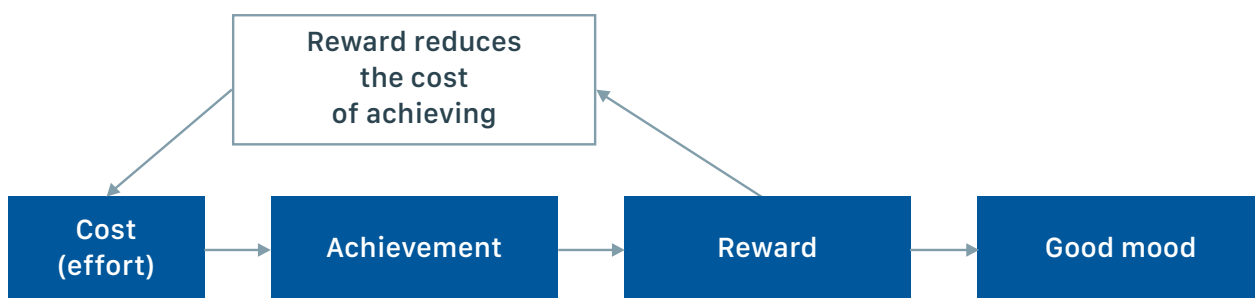 Reward reduces
the cost
of achieving
Cost
(effort)
Achievement
Reward
Good mood